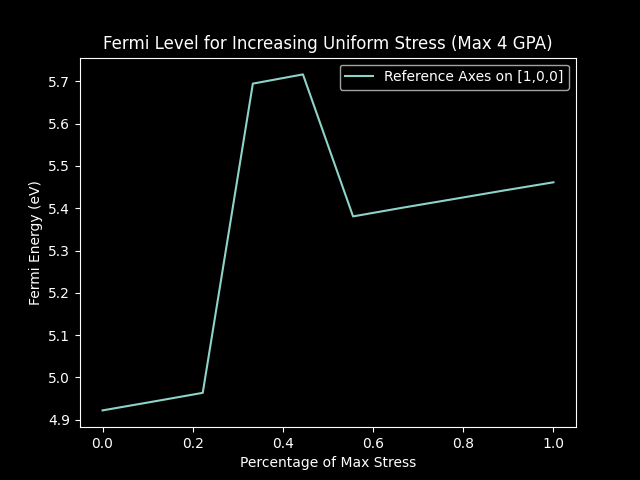 Fermi Level for Increasing Uniform Stress (Max 4 GPA)
Reference Axes on [1,0,0]
Fermi Energy (eV)
5.7
5.6
5.5
5.4
5.3
5.2
5.1
5.0
4.9
0.0 0.2 0.4 0.6 0.8 1.0
Percentage of Max Stress